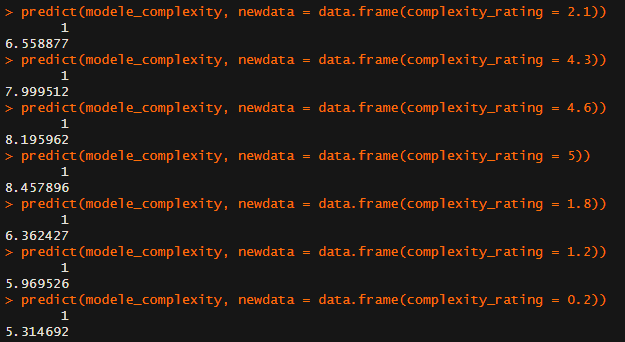 > predict(modele_complexity, newdata = data.frame(complexity_rating = 2.1))
       1
6.558877
> predict(modele_complexity, newdata = data.frame(complexity_rating = 4.3))
       1
7.999512
> predict(modele_complexity, newdata = data.frame(complexity_rating = 4.6))
       1
8.195962
> predict(modele_complexity, newdata = data.frame(complexity_rating = 5))
       1
8.457896
> predict(modele_complexity, newdata = data.frame(complexity_rating = 1.8))
       1
6.362427
> predict(modele_complexity, newdata = data.frame(complexity_rating = 1.2))
       1
5.969526
> predict(modele_complexity, newdata = data.frame(complexity_rating = 0.2))
       1
5.314692